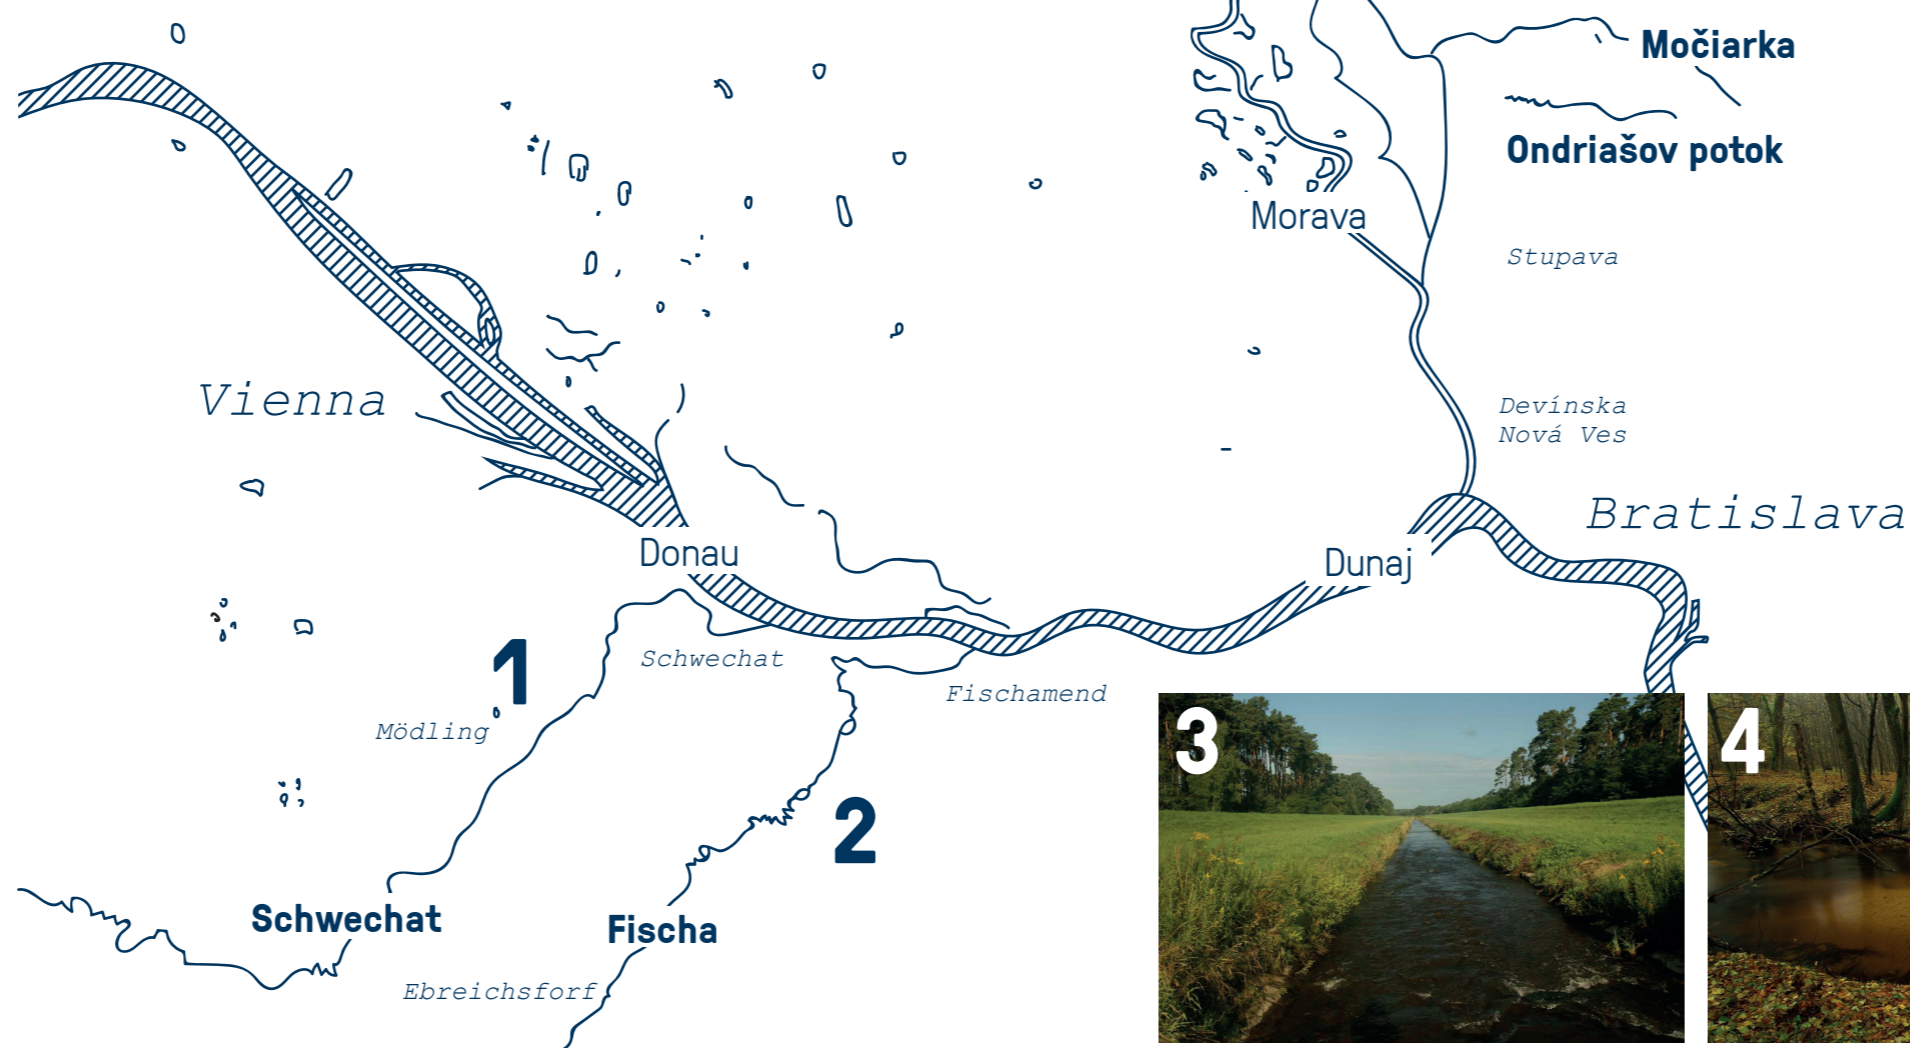 Močiarka
Ondriašov potok
Morava
Stupava
Vienna
Devínska
Nová Ves
Bratislava
Donau
Dunaj
1
Schwechat
Fischamend
Mödling
3
4
2
Schwechat
Fischa
Ebreichsforf